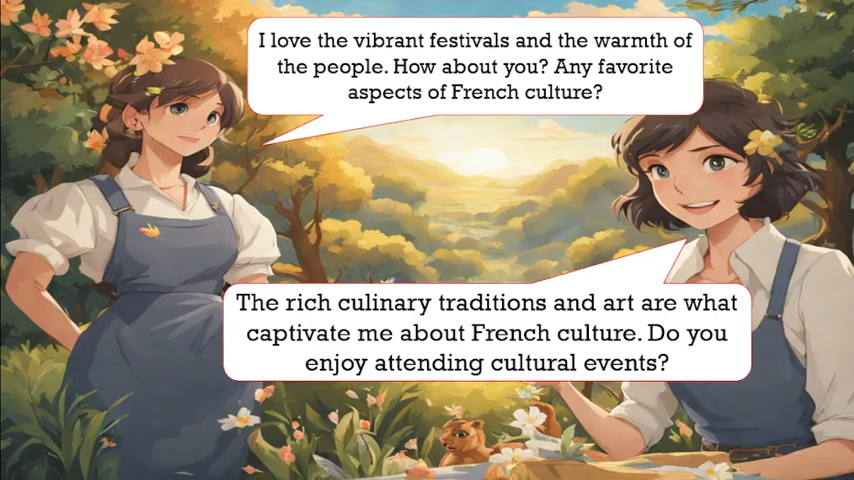 I love the vibrant festivals and the warmth of
the people. How about you? Any favorite
aspects of French culture?
The rich culinary traditions and art are what
captivate me about French culture. Do you
enjoy attending cultural events?